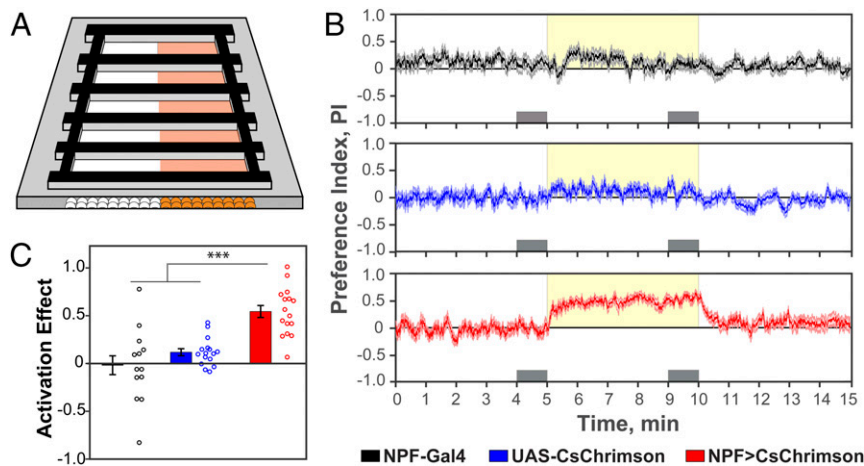 A
B
Preference Index, PI
1.0
0.5
0
-0.5
-1.0
1.0
0.5
0
-0.5
-1.0
1.0
0.5
0
-0.5
-1.0
0 1 2 3 4 5 6 7 8 9 10 11 12 13 14 15
Time, min
C
Activation Effect
***
1.0
0.5
0
-0.5
-1.0
NPF-Gal4 UAS-CsChrimson NPF>CsChrimson